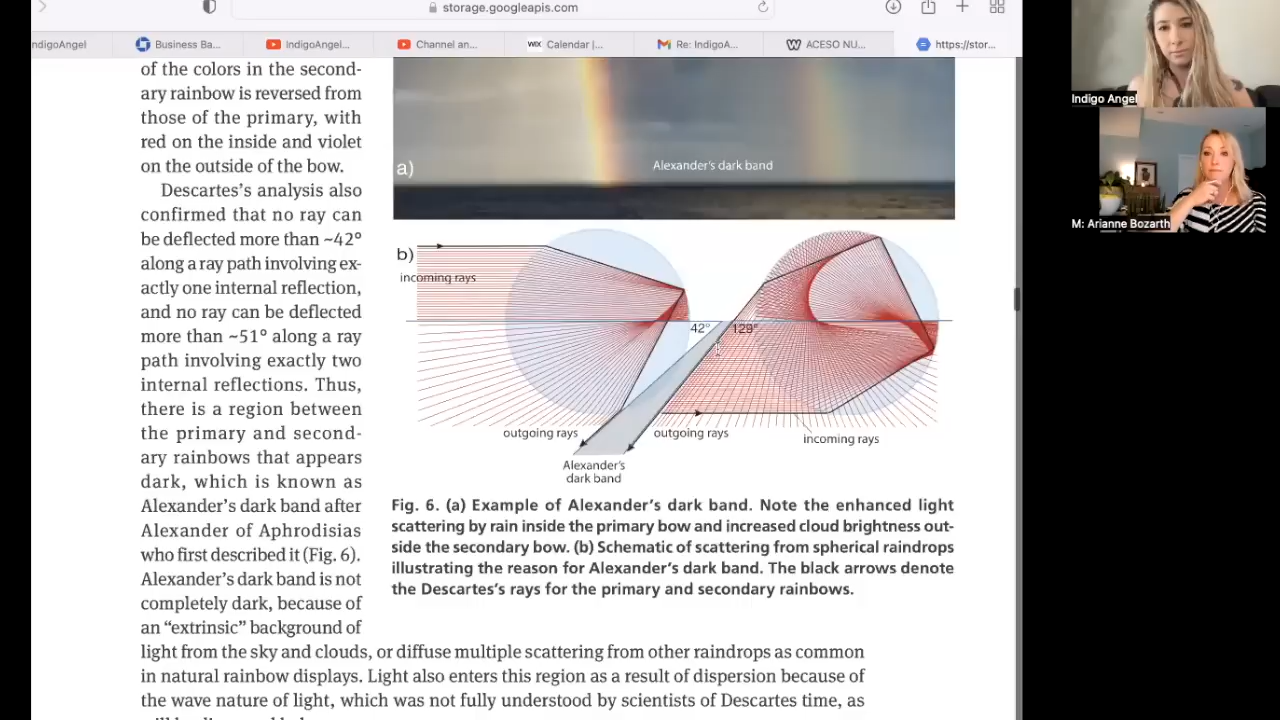 storage.googleapis.com
ndigoAngel
Business Ba...
IndigoAngel...
Channel an...
WIX
Calendar |...
Re: IndigoA...
ACESO NU...
https://stor...
Indigo Angel
M: Arianne Bozarth
of the colors in the second-
ary rainbow is reversed from
those of the primary, with
red on the inside and violet
on the outside of the bow.
Descartes's analysis also
confirmed that no ray can
be deflected more than ~42°
along a ray path involving ex-
actly one internal reflection,
and no ray can be deflected
more than ~51° along a ray
path involving exactly two
internal reflections. Thus,
there is a region between
the primary and second-
ary rainbows that appears
dark, which is known as
Alexander's dark band after
Alexander of Aphrodisias
who first described it (Fig. 6).
Alexander's dark band is not
completely dark, because of
an "extrinsic" background of
light from the sky and clouds, or diffuse multiple scattering from other raindrops as common
in natural rainbow displays. Light also enters this region as a result of dispersion because of
the wave nature of light, which was not fully understood by scientists of Descartes time, as
a)
Alexander's dark band
b)
incoming rays
42°
129°
outgoing rays
outgoing rays
incoming rays
Alexander's
dark band
Fig. 6. (a) Example of Alexander's dark band. Note the enhanced light
scattering by rain inside the primary bow and increased cloud brightness out-
side the secondary bow. (b) Schematic of scattering from spherical raindrops
illustrating the reason for Alexander's dark band. The black arrows denote
the Descartes's rays for the primary and secondary rainbows.